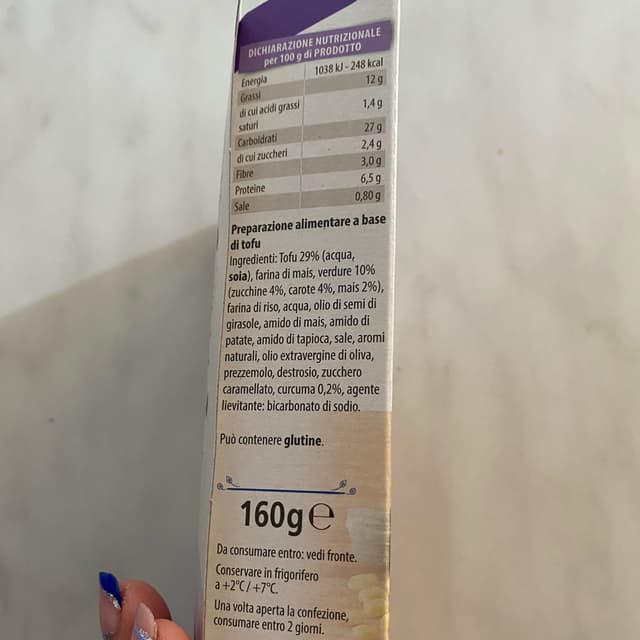 DICHIARAZIONE NUTRIZIONALE
per 100 g di PRODOTTO
Energia 1038 kJ - 248 kcal
Grassi 12 g
di cui acidi grassi
saturi 1,4 g
Carboidrati 27 g
di cui zuccheri 2,4 g
Fibre 3,0 g
Proteine 6,5 g
Sale 0,80 g
Preparazione alimentare a base
di tofu
Ingredienti: Tofu 29% (acqua,
soia), farina di mais, verdure 10%
(zucchine 4%, carote 4%, mais 2%),
farina di riso, acqua, olio di semi di
girasole, amido di mais, amido di
patate, amido di tapioca, sale, aromi
naturali, olio extravergine di oliva,
prezzemolo, destrosio, zucchero
caramellato, curcuma 0,2%, agente
lievitante: bicarbonato di sodio.
Può contenere glutine.
160g e
Da consumare entro: vedi fronte.
Conservare in frigorifero
a +2°C / +7°C.
Una volta aperta la confezione,
consumare entro 2 giorni.